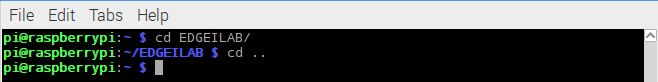 File Edit Tabs Help
pi@raspberrypi:~ $ cd EDGEILAB/
pi@raspberrypi:~/EDGEILAB $ cd ..
pi@raspberrypi:~ $